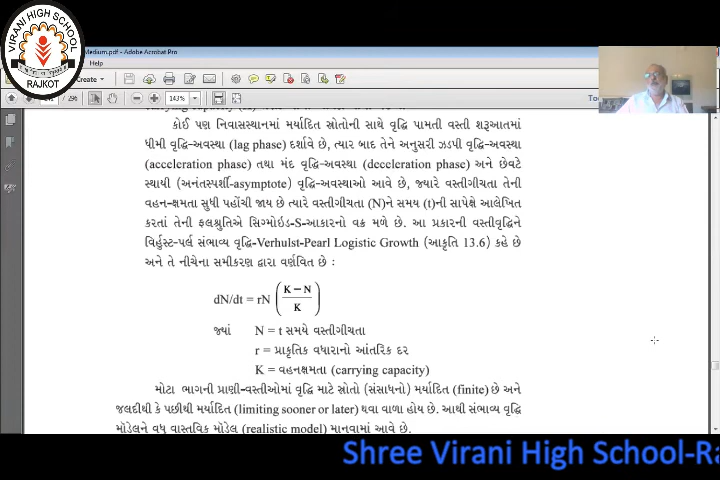 VIRANI HIGH SCHOOL
RAJKOT
Medium.pdf - Adobe Acrobat Pro
Help
Create
143%
કોઈ પણ નિવાસસ્થાનમાં મર્યાદિત સ્રોતોની સાથે વૃદ્ધિ પામતી વસ્તી શરૂઆતમાં
ધીમી વૃદ્ધિ-અવસ્થા (lag phase) દર્શાવે છે, ત્યાર બાદ તેને અનુસરી ઝડપી વૃદ્ધિ-અવસ્થા
(acceleration phase) તથા મંદ વૃદ્ધિ-અવસ્થા (deceleration phase) અને છેવટે
સ્થાયી (અનંતસ્પર્શી-asymptote) વૃદ્ધિ-અવસ્થાઓ આવે છે, જ્યારે વસ્તીગીચતા તેની
વહન-ક્ષમતા સુધી પહોંચી જાય છે ત્યારે વસ્તીગીચતા (N)ને સમય (t)ની સાપેક્ષે આલેખિત
કરતાં તેની ફલશ્રુતિએ સિગ્મોઇડ-S-આકારનો વક્ર મળે છે. આ પ્રકારની વસ્તીવૃદ્ધિને
વિર્હુસ્ટ-પર્લ સંભાવ્ય વૃદ્ધિ-Verhulst-Pearl Logistic Growth (આકૃતિ 13.6) કહે છે
અને તે નીચેના સમીકરણ દ્વારા વર્ણવિત છે :
dN/dt = rN (K – N / K)
જ્યાં N = t સમયે વસ્તીગીચતા
r = પ્રાકૃતિક વધારાનો આંતરિક દર
K = વહનક્ષમતા (carrying capacity)
મોટા ભાગની પ્રાણી-વસ્તીઓમાં વૃદ્ધિ માટે સ્રોતો (સંસાધનો) મર્યાદિત (finite) છે અને
જલદીથી કે પછીથી મર્યાદિત (limiting sooner or later) થવા વાળા હોય છે. આથી સંભાવ્ય વૃદ્ધિ
મૉડેલને વધુ વાસ્તવિક મૉડેલ (realistic model) માનવામાં આવે છે.
Shree Virani High School-Ra